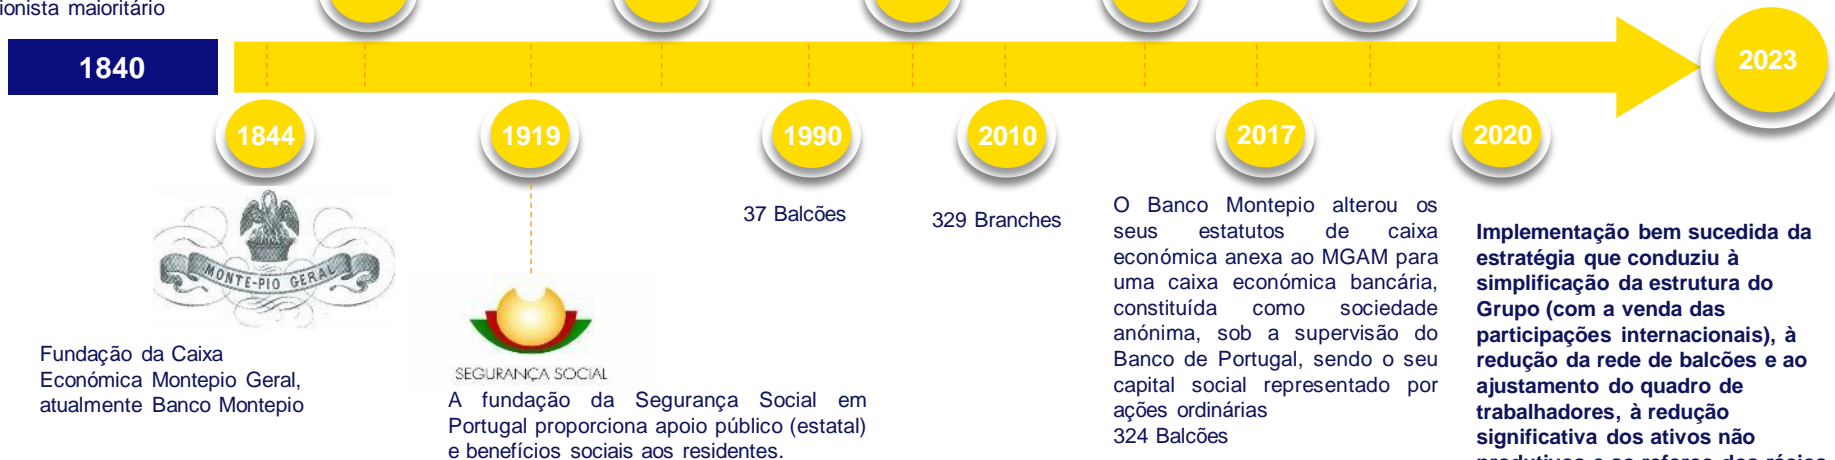 ionista maioritário
1840
2023
1844
1919
1990
2010
2017
2020
MONTE-PIO GERAL
Fundação da Caixa
Económica Montepio Geral,
atualmente Banco Montepio
SEGURANÇA SOCIAL
A fundação da Segurança Social em
Portugal proporciona apoio público (estatal)
e benefícios sociais aos residentes.
37 Balcões
329 Branches
O Banco Montepio alterou os
seus estatutos de caixa
económica anexa ao MGAM para
uma caixa económica bancária,
constituída como sociedade
anónima, sob a supervisão do
Banco de Portugal, sendo o seu
capital social representado por
ações ordinárias
324 Balcões
Implementação bem sucedida da
estratégia que conduziu à
simplificação da estrutura do
Grupo (com a venda das
participações internacionais), à
redução da rede de balcões e ao
ajustamento do quadro de
trabalhadores, à redução
significativa dos ativos não